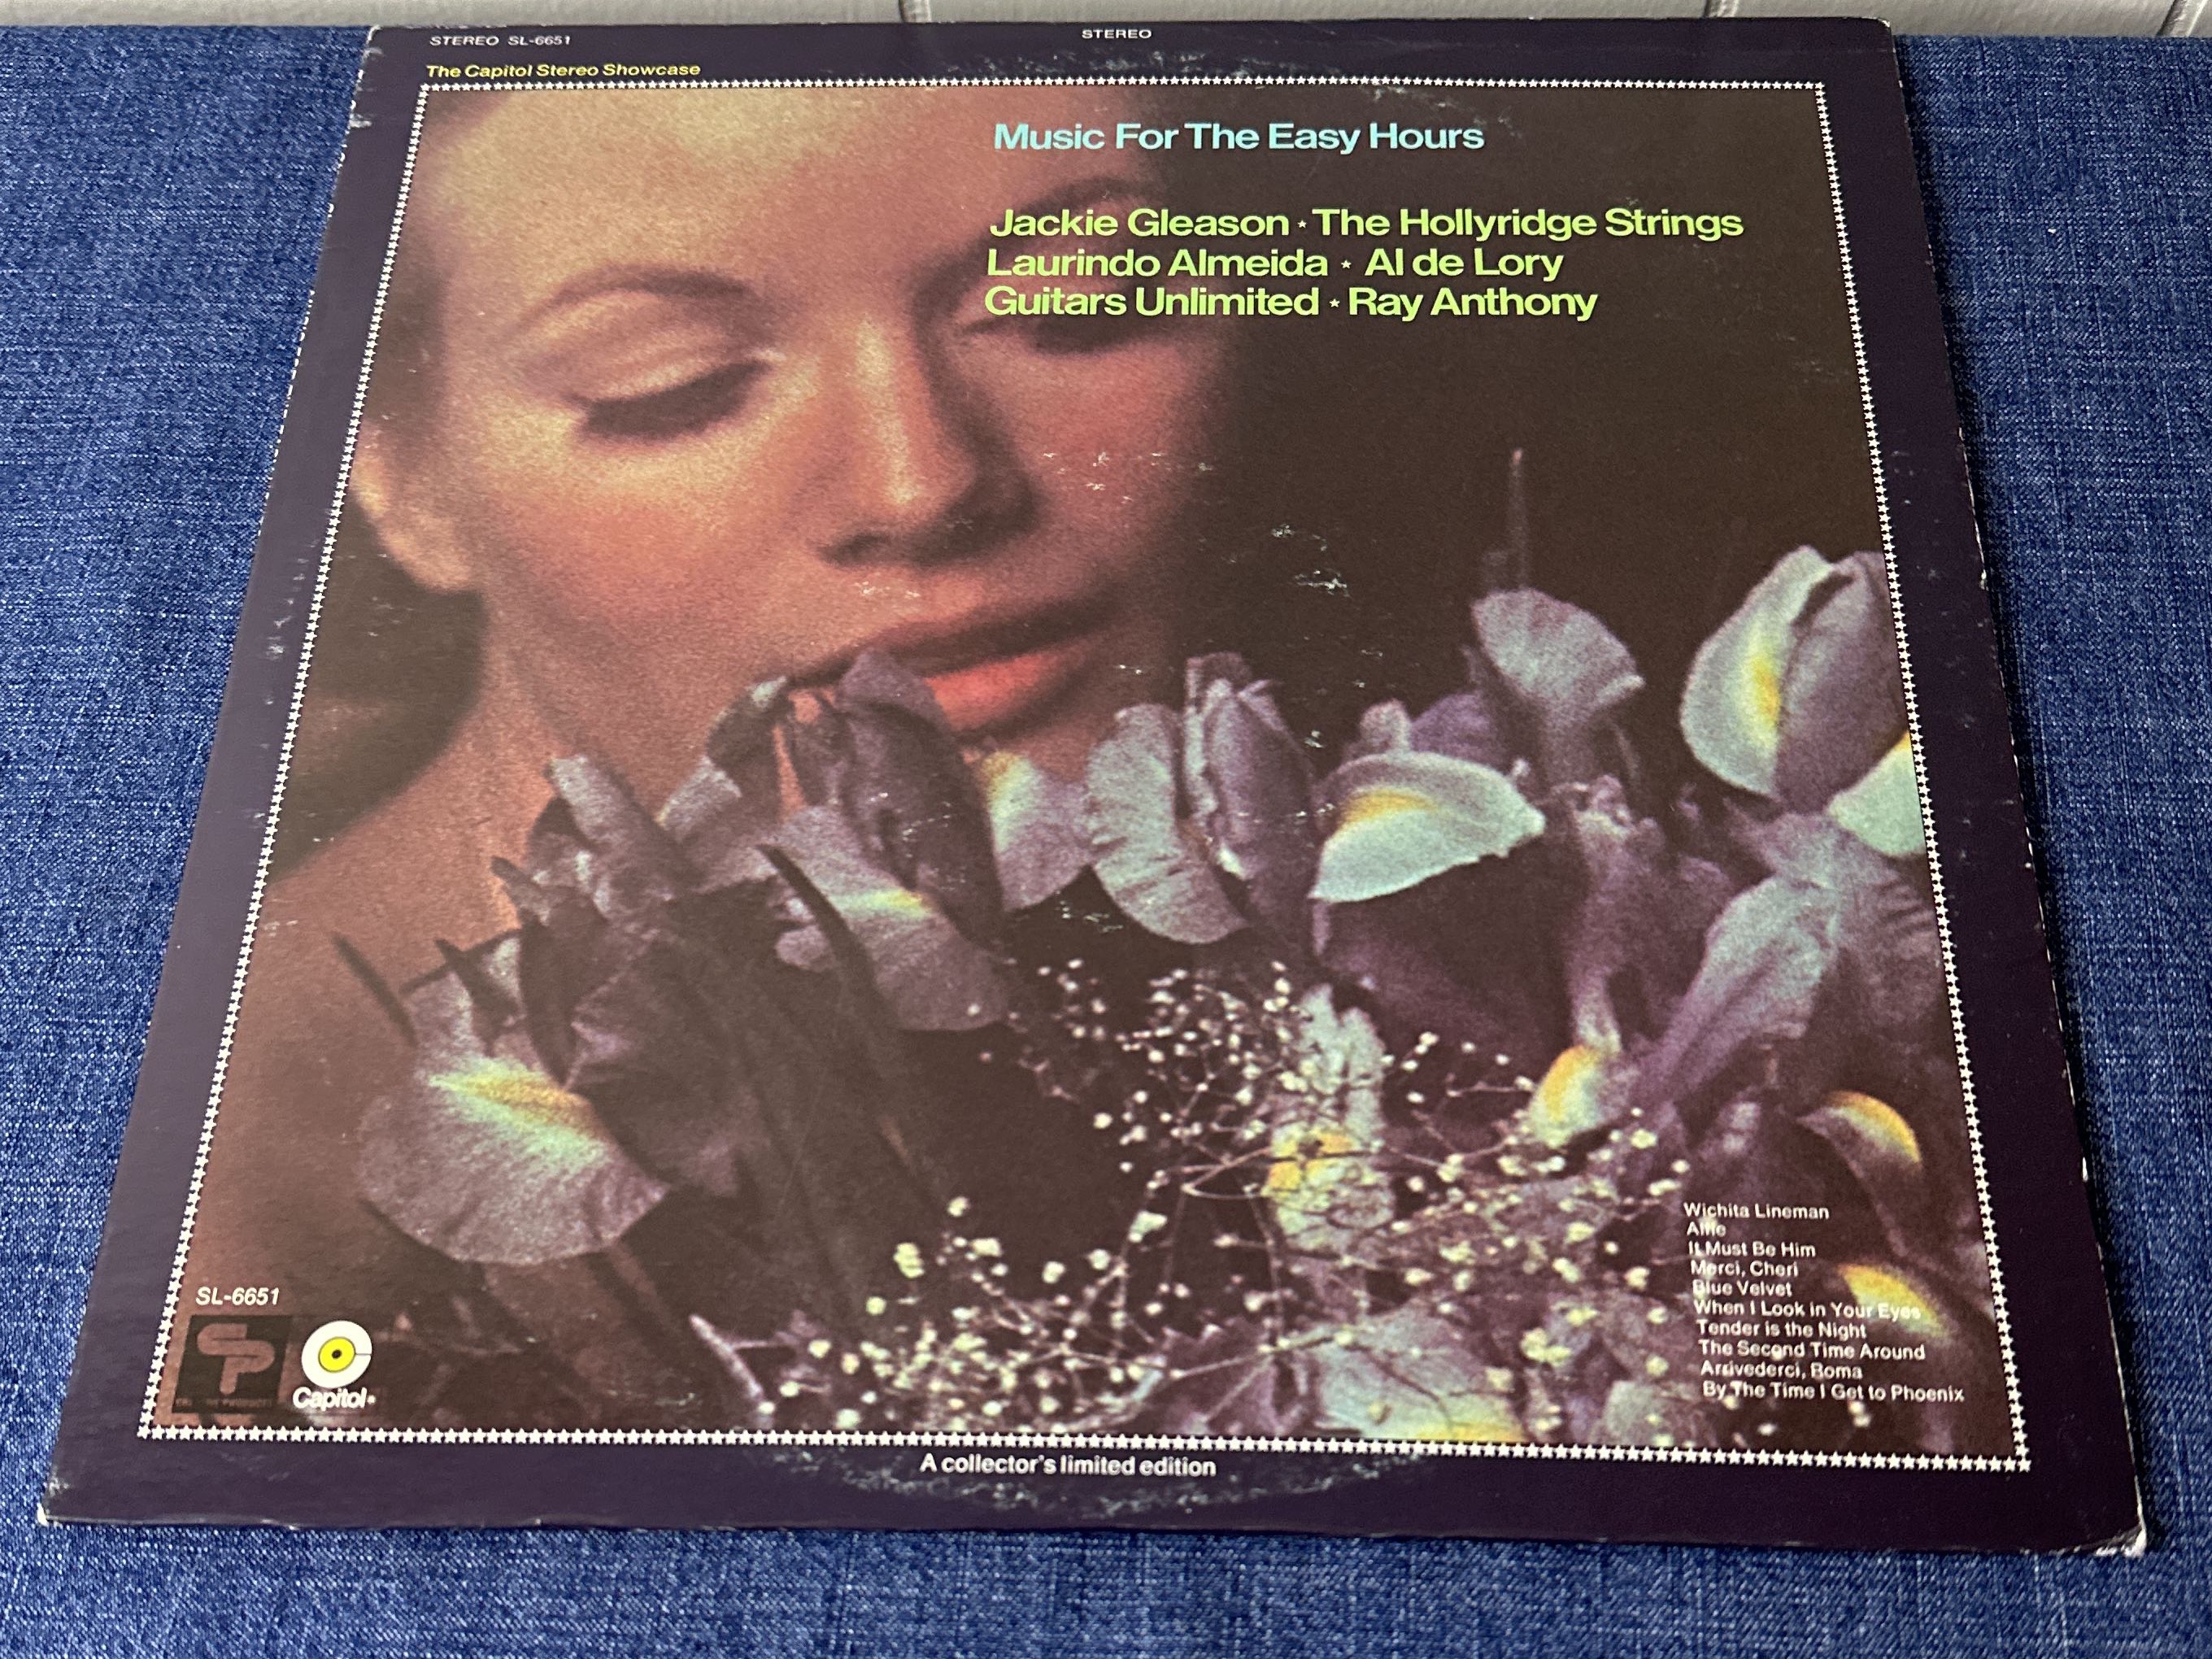 STEREO SL-6651
STEREO
The Capitol Stereo Showcase
Music For The Easy Hours
Jackie Gleason ★ The Hollyridge Strings
Laurindo Almeida ★ Al de Lory
Guitars Unlimited ★ Ray Anthony
Wichita Lineman
Alfie
It Must Be Him
Merci, Cheri
Blue Velvet
When I Look in Your Eyes
Tender is the Night
The Second Time Around
Arrivederci, Roma
By The Time I Get to Phoenix
SL-6651
Capitol®
A collector's limited edition